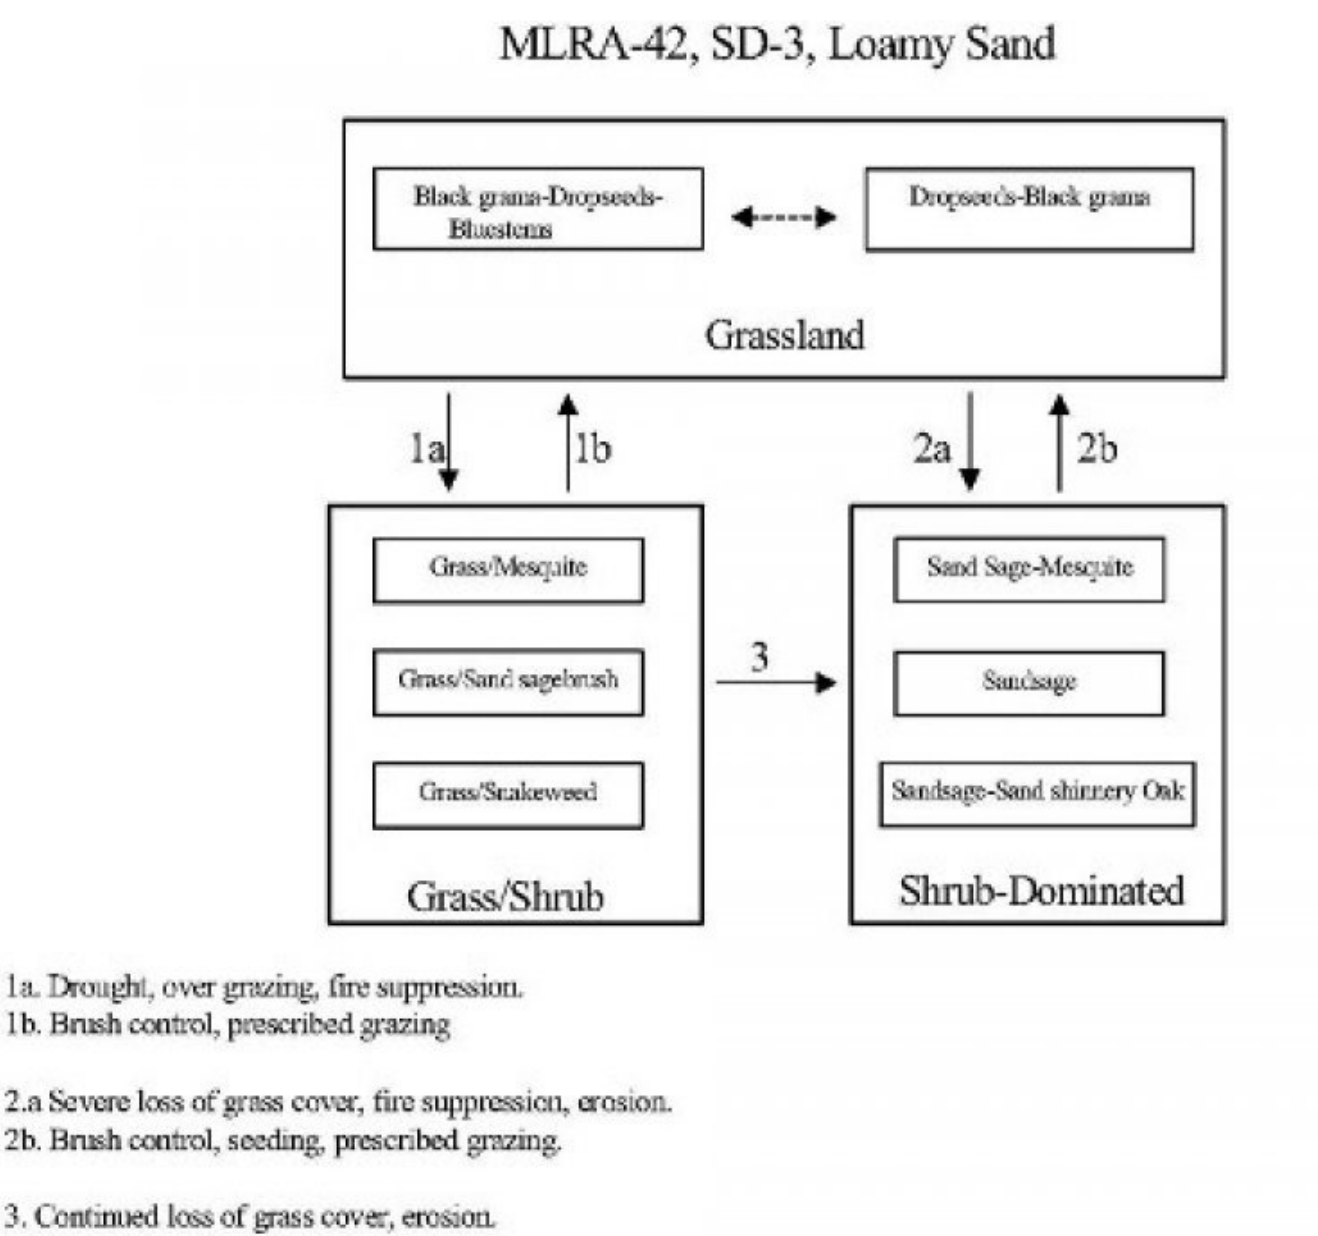 MLRA-42, SD-3, Loamy Sand
Black grama-Dropseeds-
Bluestems
Dropseeds-Black grama
Grassland
1a
1b
2a
2b
Grass/Mesquite
Grass/Sand sagebrush
Grass/Snakeweed
Grass/Shrub
3
Sand Sage-Mesquite
Sandsage
Sandsage-Sand shinnery Oak
Shrub-Dominated
1a. Drought, over grazing, fire suppression.
1b. Brush control, prescribed grazing
2.a Severe loss of grass cover, fire suppression, erosion.
2b. Brush control, seeding, prescribed grazing.
3. Continued loss of grass cover, erosion.